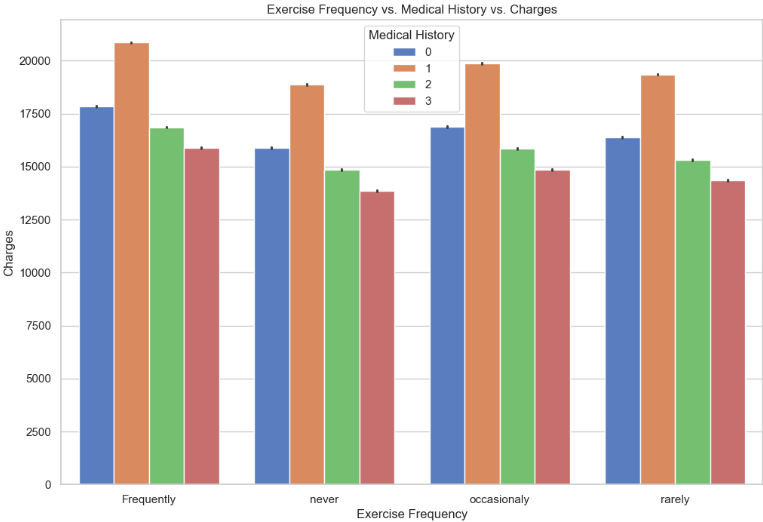 Exercise Frequency vs. Medical History vs. Charges
Medical History
0
1
2
3
Charges
20000
17500
15000
12500
10000
7500
5000
2500
0
Frequently
never
occasionaly
rarely
Exercise Frequency